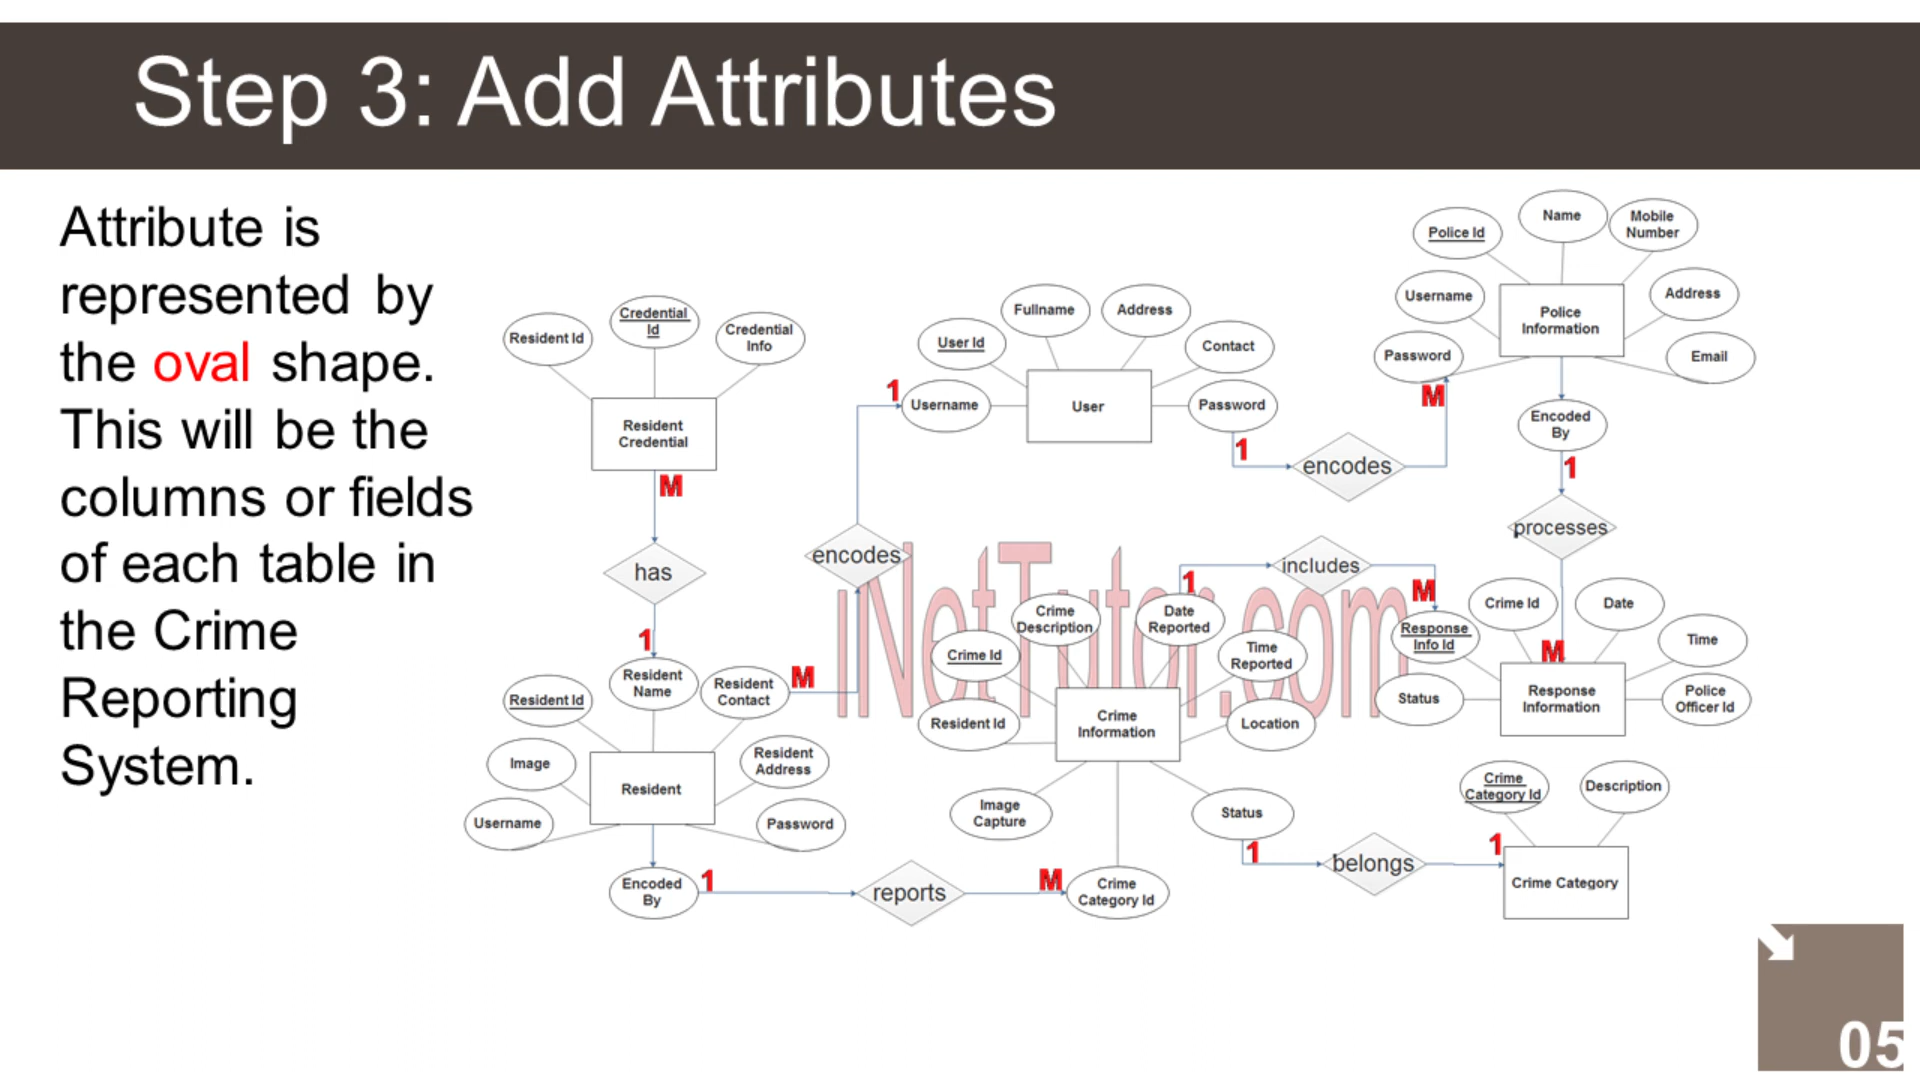 Step 3: Add Attributes
Attribute is
represented by
the oval shape.
This will be the
columns or fields
of each table in
the Crime
Reporting
System.
Resident Id
Credential
Id
Credential
Info
Resident
Credential
M
has
1
Resident
Name
Resident Id
Resident
Contact
M
Image
Resident
Resident
Address
Username
Password
Encoded
By
1
reports
M
Crime
Category Id
encodes
1
Username
User Id
Fullname
Address
Contact
User
Password
1
encodes
M
Police Id
Name
Mobile
Number
Username
Police
Information
Address
Password
Email
Encoded
By
1
processes
M
iNetTutor.com
Crime
Description
Date
Reported
1
includes
M
Crime Id
Time
Reported
Resident Id
Crime
Information
Location
Image
Capture
Status
1
belongs
1
Response
Info Id
Crime Id
Date
Time
Status
Response
Information
Police
Officer Id
Crime
Category Id
Description
Crime Category
05